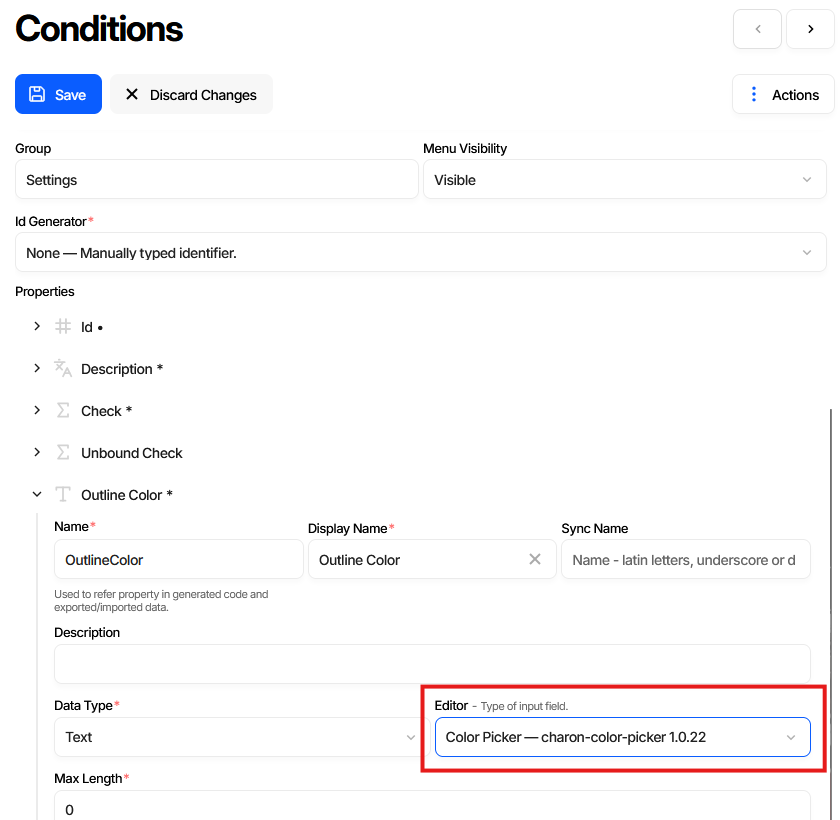 Conditions
Save
Discard Changes
Actions
Group
Menu Visibility
Settings
Visible
Id Generator*
None — Manually typed identifier.
Properties
Id •
Description *
Check *
Unbound Check
Outline Color *
Name*
Display Name*
Sync Name
OutlineColor
Outline Color
Name - latin letters, underscore or d
Used to refer property in generated code and
exported/imported data.
Description
Data Type*
Editor - Type of input field.
Text
Color Picker — charon-color-picker 1.0.22
Max Length*
0